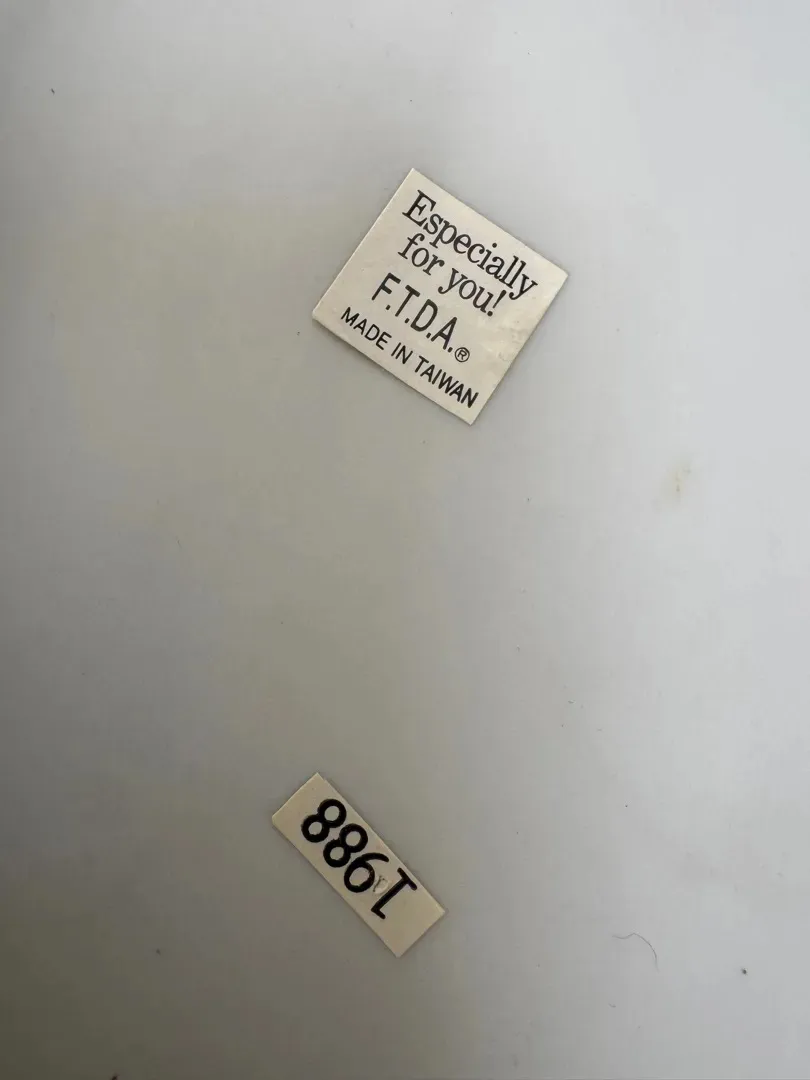 Especially
for you!
F.T.D.A.®
MADE IN TAIWAN
1988